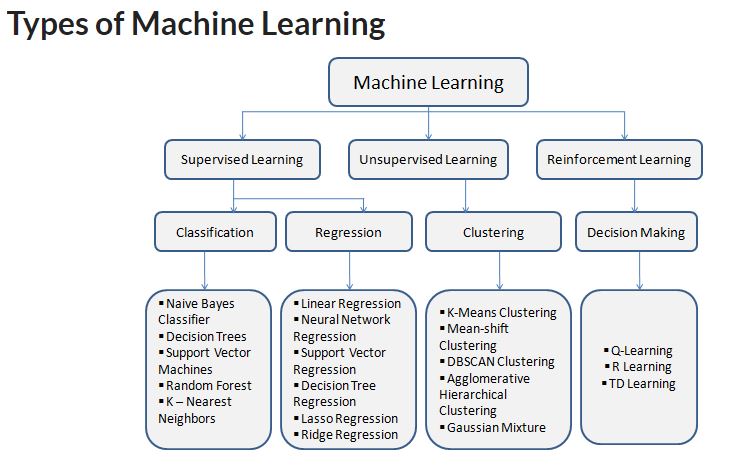 Types of Machine Learning
Machine Learning
Supervised Learning
Unsupervised Learning
Reinforcement Learning
Classification
Regression
Clustering
Decision Making
▪ Naive Bayes
Classifier
▪ Decision Trees
▪ Support Vector
Machines
▪ Random Forest
▪ K – Nearest
Neighbors
▪ Linear Regression
▪ Neural Network
Regression
▪ Support Vector
Regression
▪ Decision Tree
Regression
▪ Lasso Regression
▪ Ridge Regression
▪ K-Means Clustering
▪ Mean-shift
Clustering
▪ DBSCAN Clustering
▪ Agglomerative
Hierarchical
Clustering
▪ Gaussian Mixture
▪ Q-Learning
▪ R Learning
▪ TD Learning